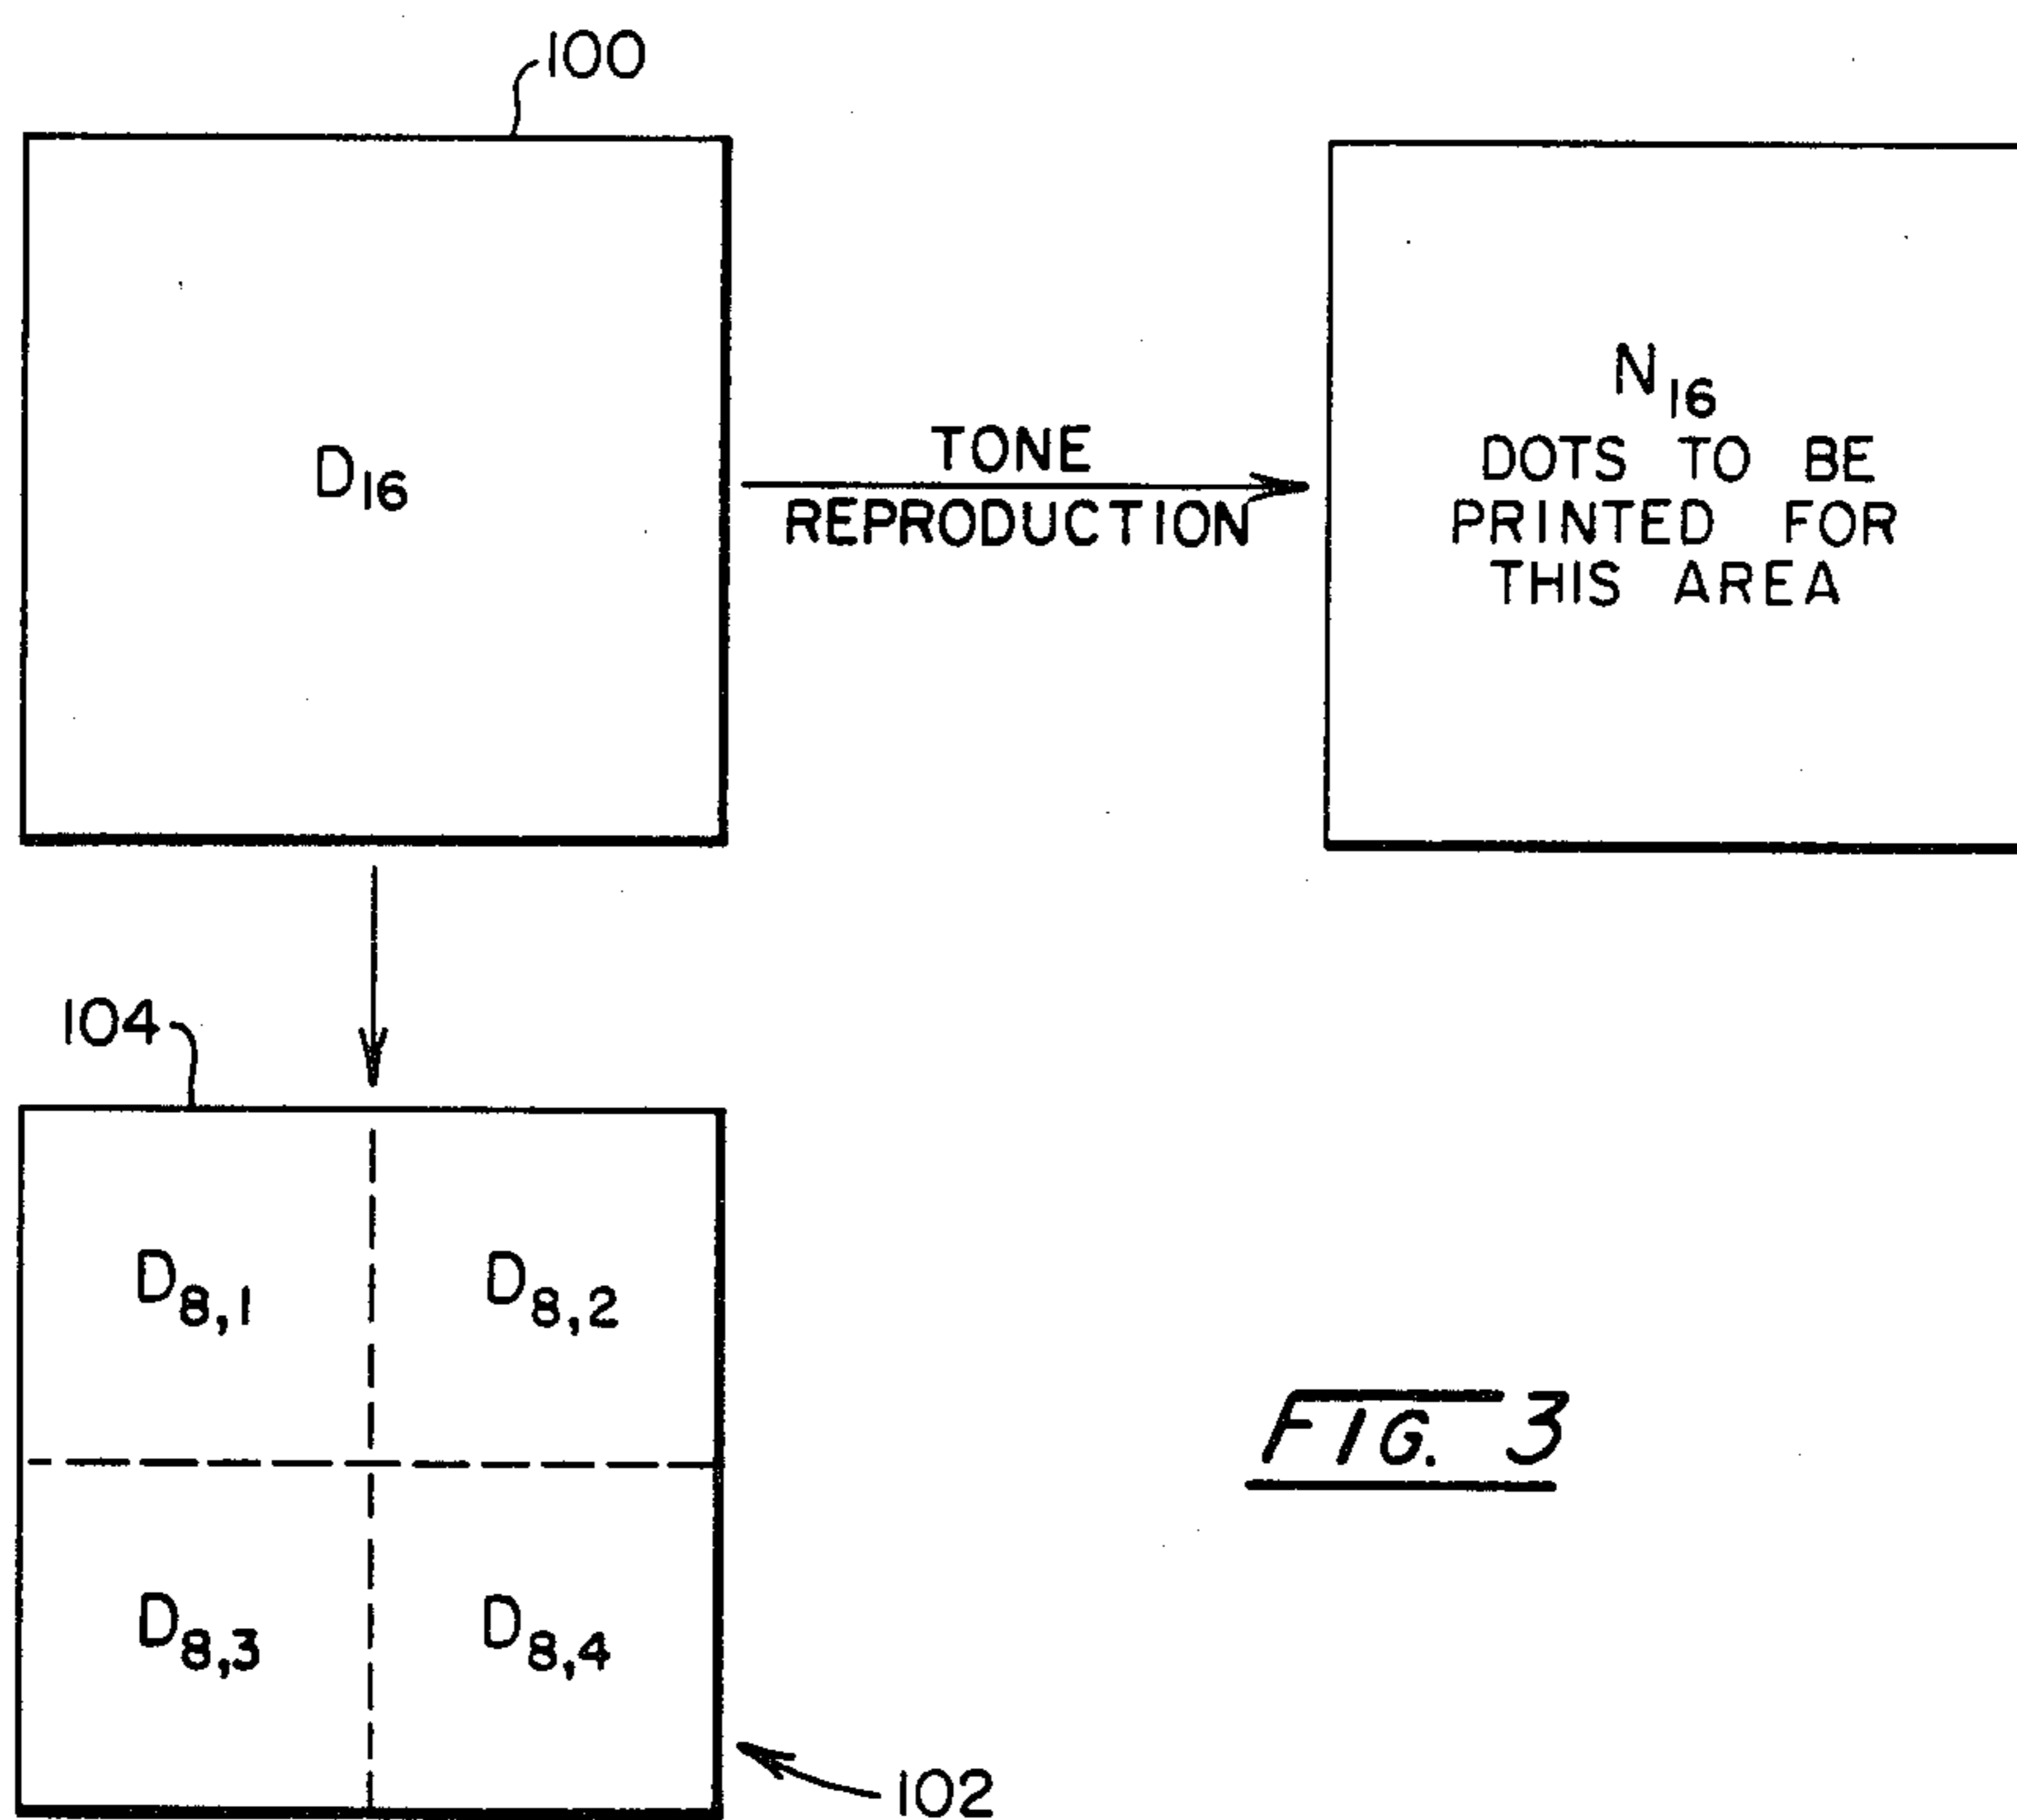 100
D₁₆
TONE
REPRODUCTION
N₁₆
DOTS TO BE
PRINTED FOR
THIS AREA
104
D₈,₁
D₈,₂
D₈,₃
D₈,₄
102
FIG. 3